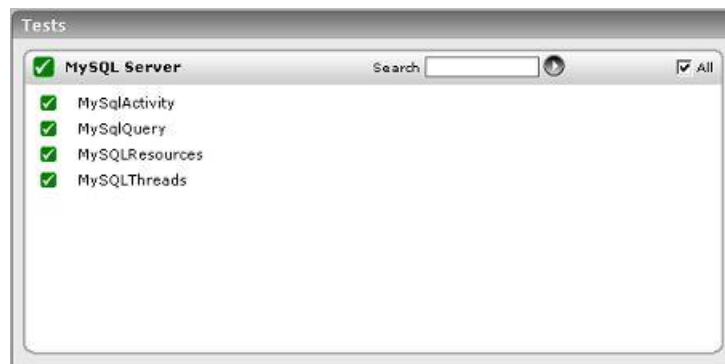 Tests
MySQL Server Search All
MySqlActivity
MySqlQuery
MySQLResources
MySQLThreads